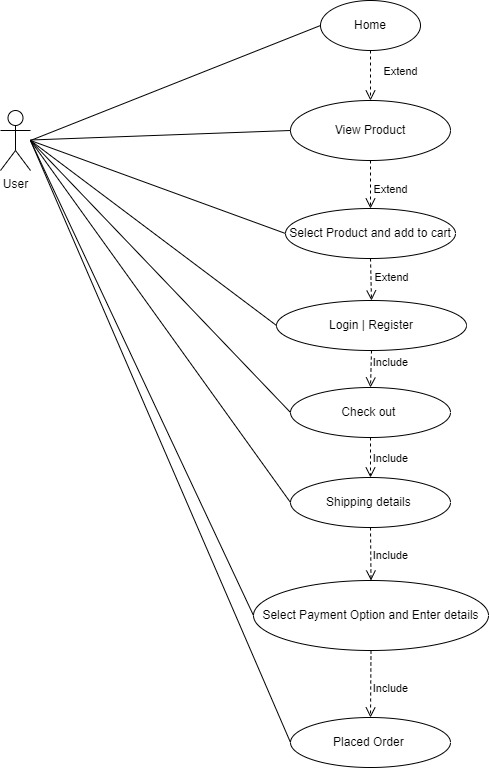 Home
Extend
View Product
User
Extend
Select Product and add to cart
Extend
Login | Register
Include
Check out
Include
Shipping details
Include
Select Payment Option and Enter details
Include
Placed Order